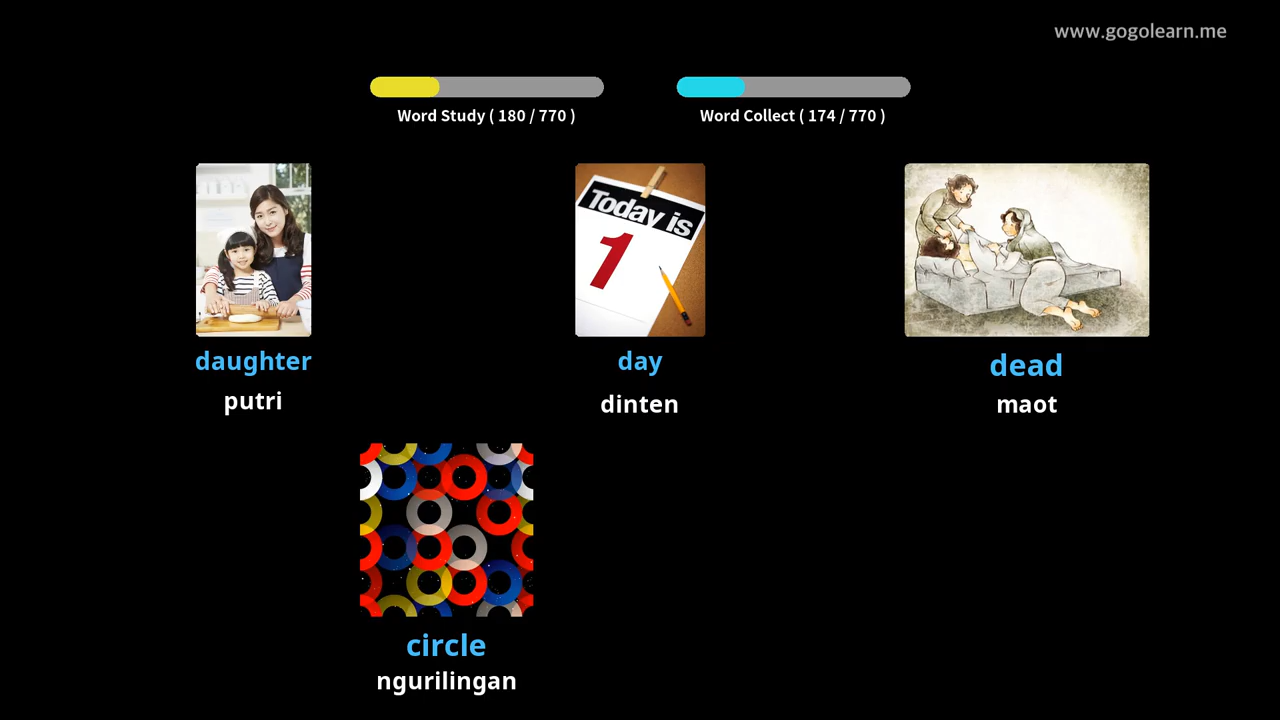 www.gogolearn.me
Word Study ( 180 / 770 )
Word Collect ( 174 / 770 )
Today is
1
daughter
putri
day
dinten
dead
maot
circle
ngurilingan